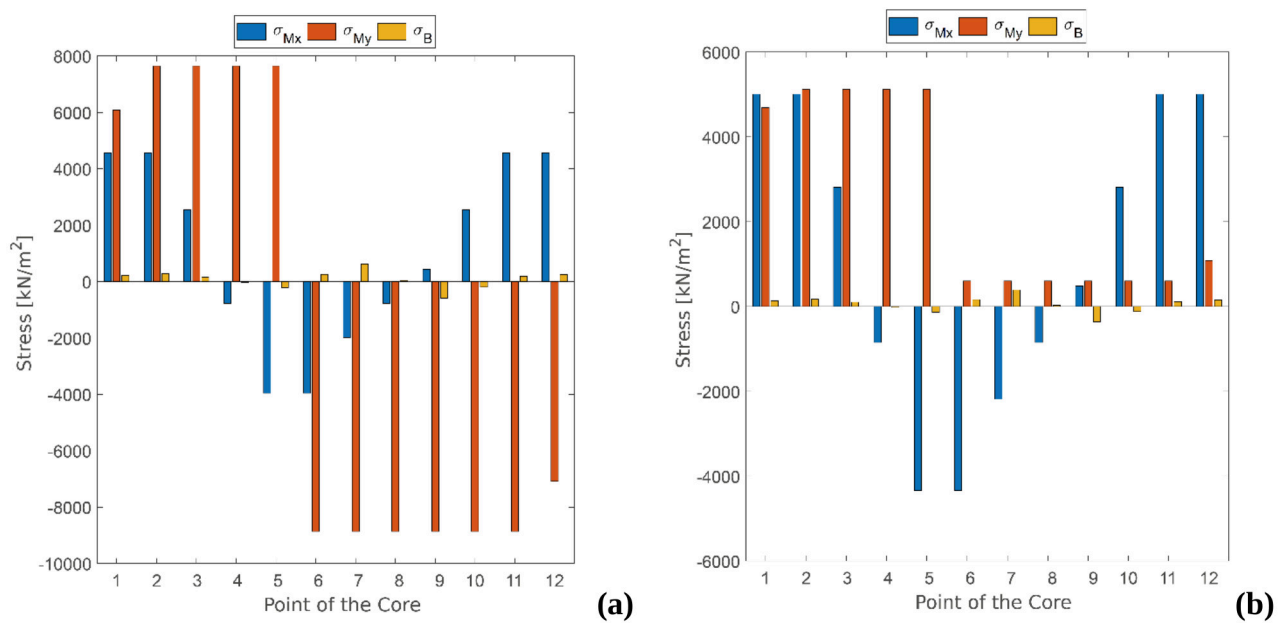 σMx σMy σB
8000
6000
4000
2000
0
-2000
-4000
-6000
-8000
-10000
Stress [kN/m²]
1 2 3 4 5 6 7 8 9 10 11 12
Point of the Core
(a)
σMx σMy σB
6000
4000
2000
0
-2000
-4000
-6000
Stress [kN/m²]
1 2 3 4 5 6 7 8 9 10 11 12
Point of the Core
(b)